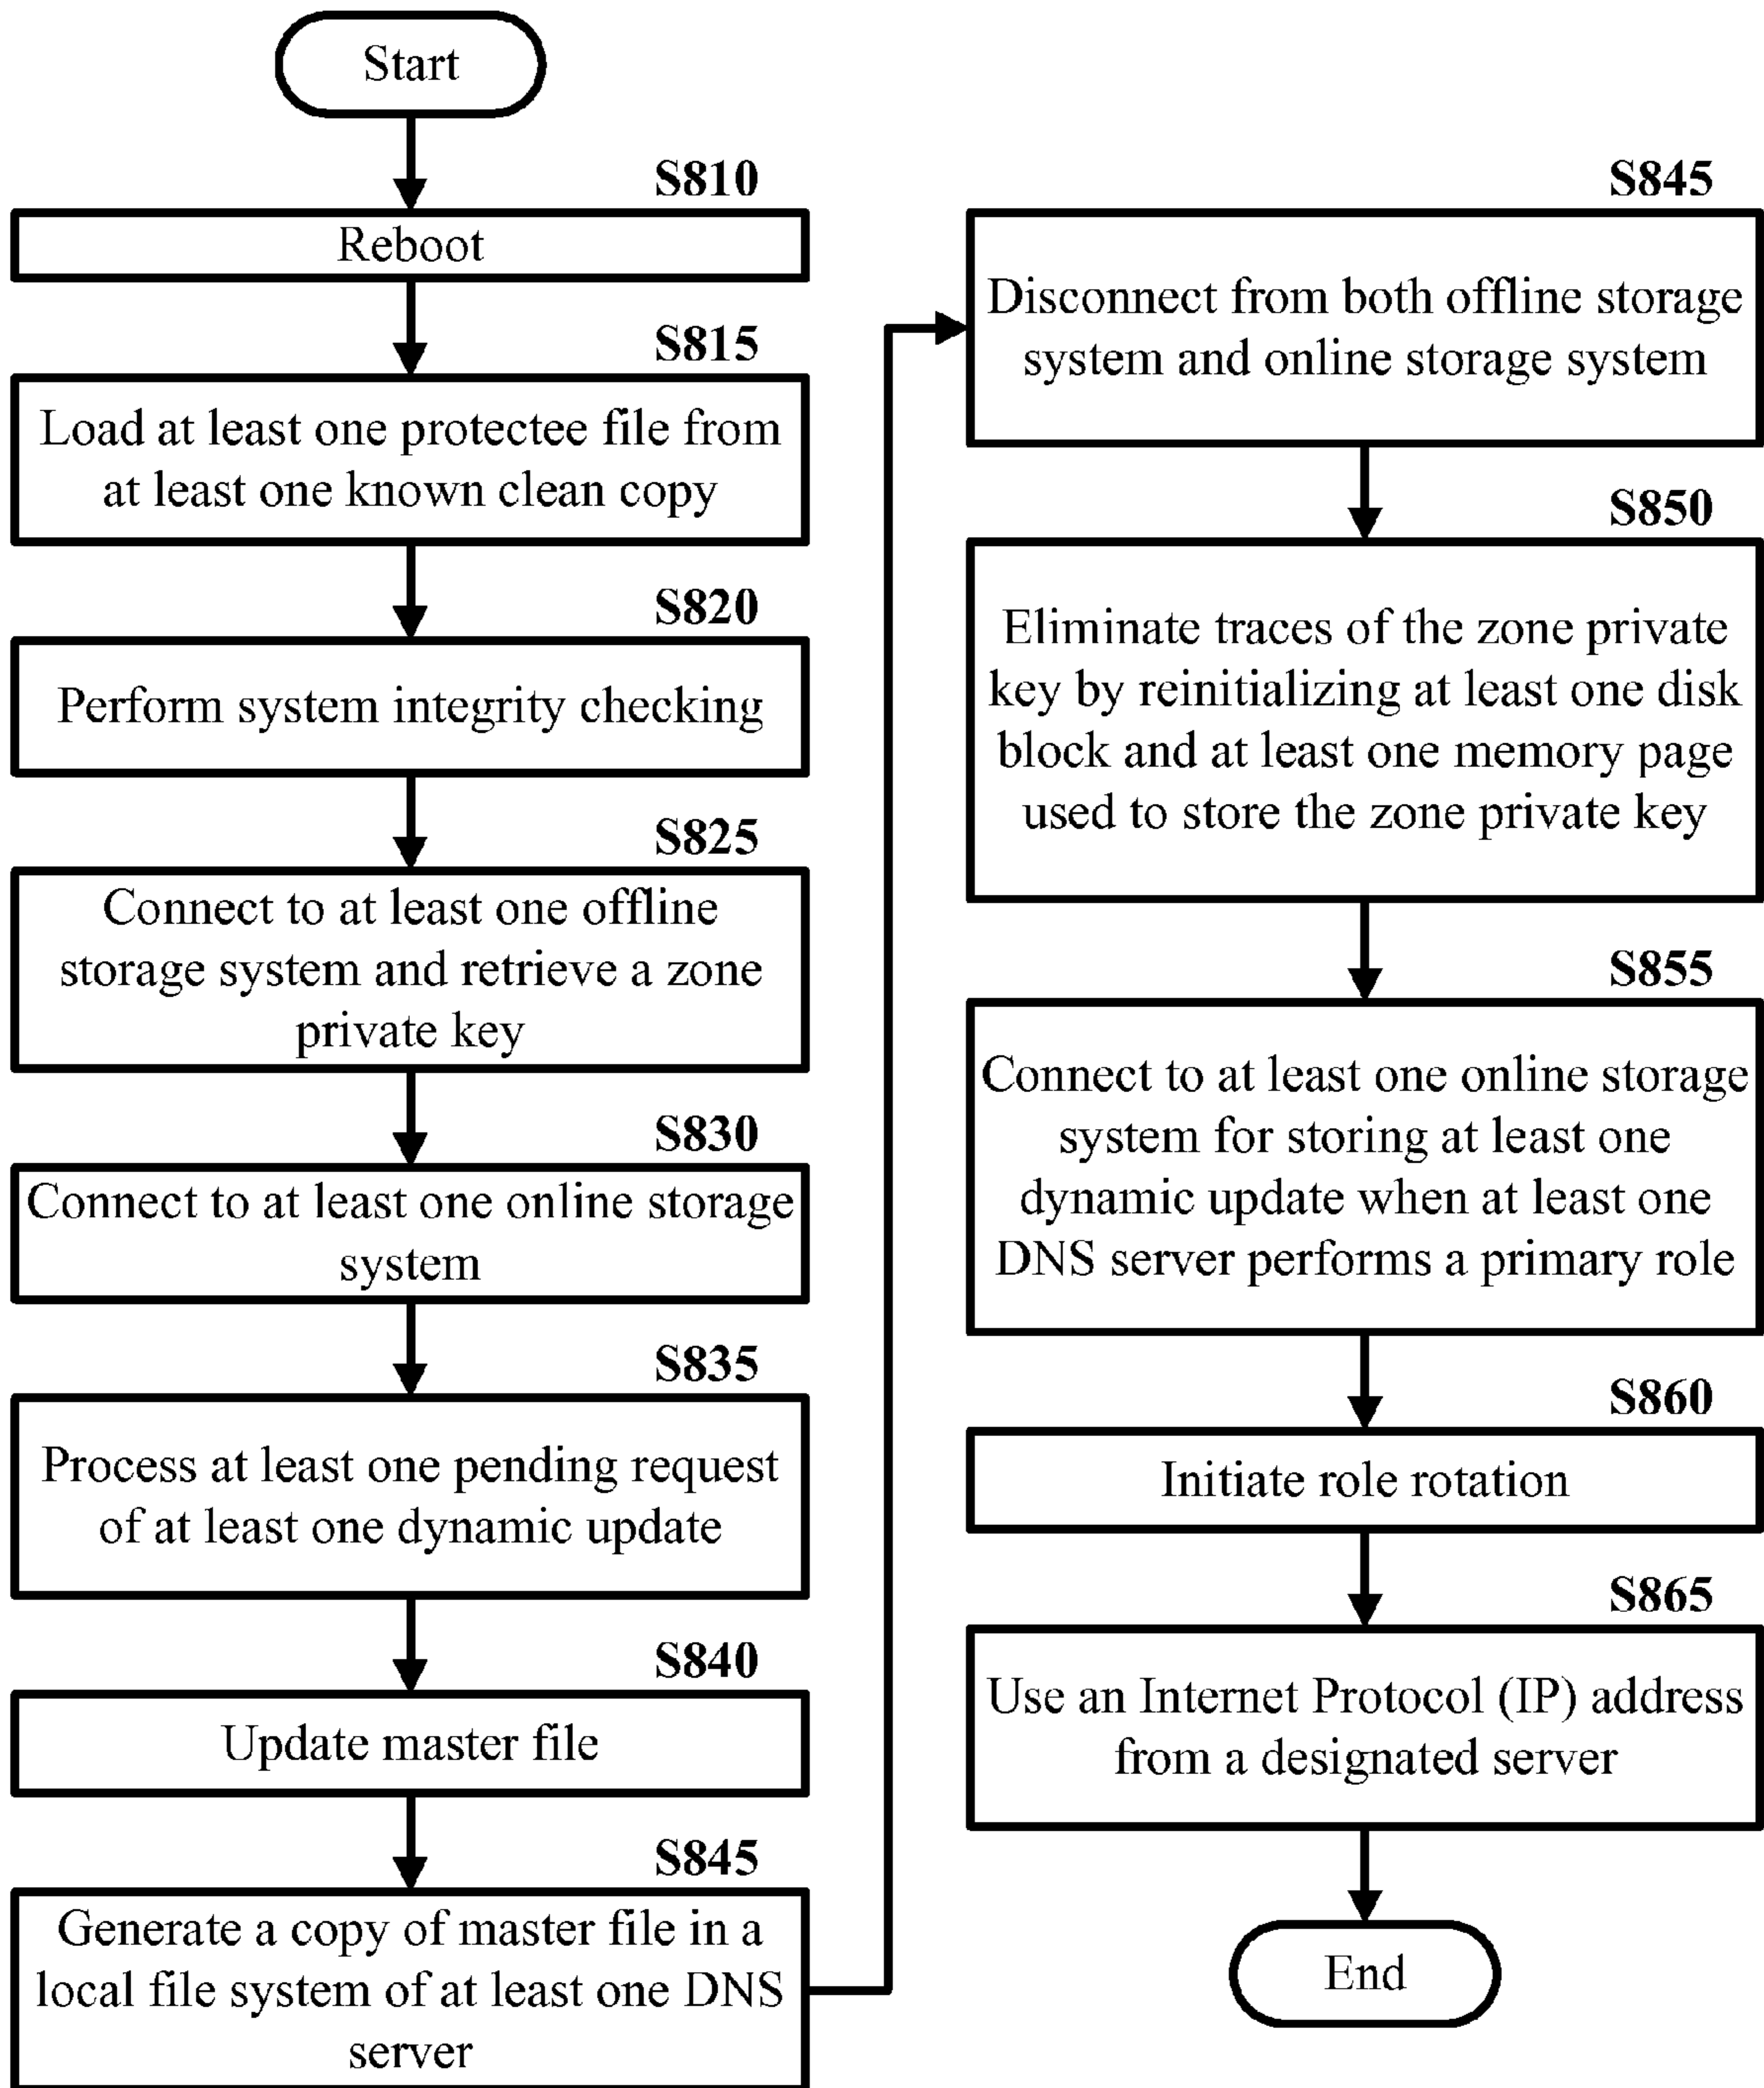 Start
S810
Reboot
S815
Load at least one protectee file from
at least one known clean copy
S820
Perform system integrity checking
S825
Connect to at least one offline
storage system and retrieve a zone
private key
S830
Connect to at least one online storage
system
S835
Process at least one pending request
of at least one dynamic update
S840
Update master file
S845
Generate a copy of master file in a
local file system of at least one DNS
server
S845
Disconnect from both offline storage
system and online storage system
S850
Eliminate traces of the zone private
key by reinitializing at least one disk
block and at least one memory page
used to store the zone private key
S855
Connect to at least one online storage
system for storing at least one
dynamic update when at least one
DNS server performs a primary role
S860
Initiate role rotation
S865
Use an Internet Protocol (IP) address
from a designated server
End